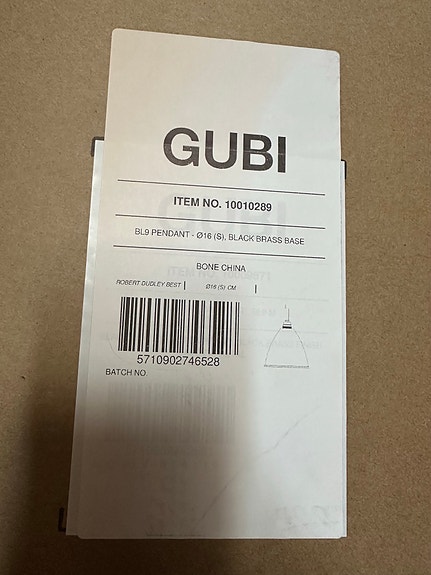 GUBI
ITEM NO. 10010289
BL9 PENDANT - Ø16 (S), BLACK BRASS BASE
BONE CHINA
ROBERT DUDLEY BEST | Ø16 (S) CM |
5710902746528
BATCH NO.